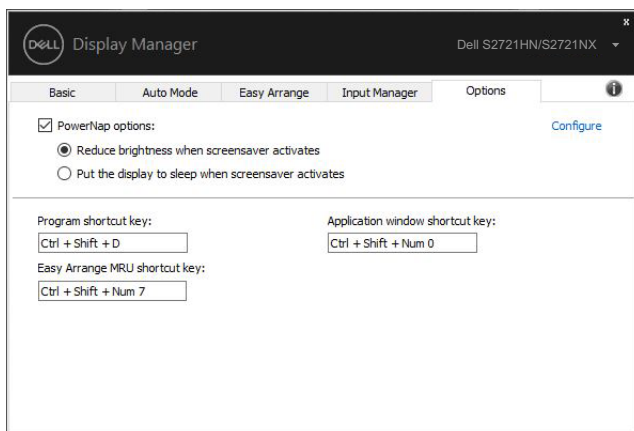 x
DELL Display Manager
Dell S2721HN/S2721NX
Basic
Auto Mode
Easy Arrange
Input Manager
Options
PowerNap options:
Configure
Reduce brightness when screensaver activates
Put the display to sleep when screensaver activates
Program shortcut key:
Application window shortcut key:
Ctrl + Shift + D
Ctrl + Shift + Num 0
Easy Arrange MRU shortcut key:
Ctrl + Shift + Num 7